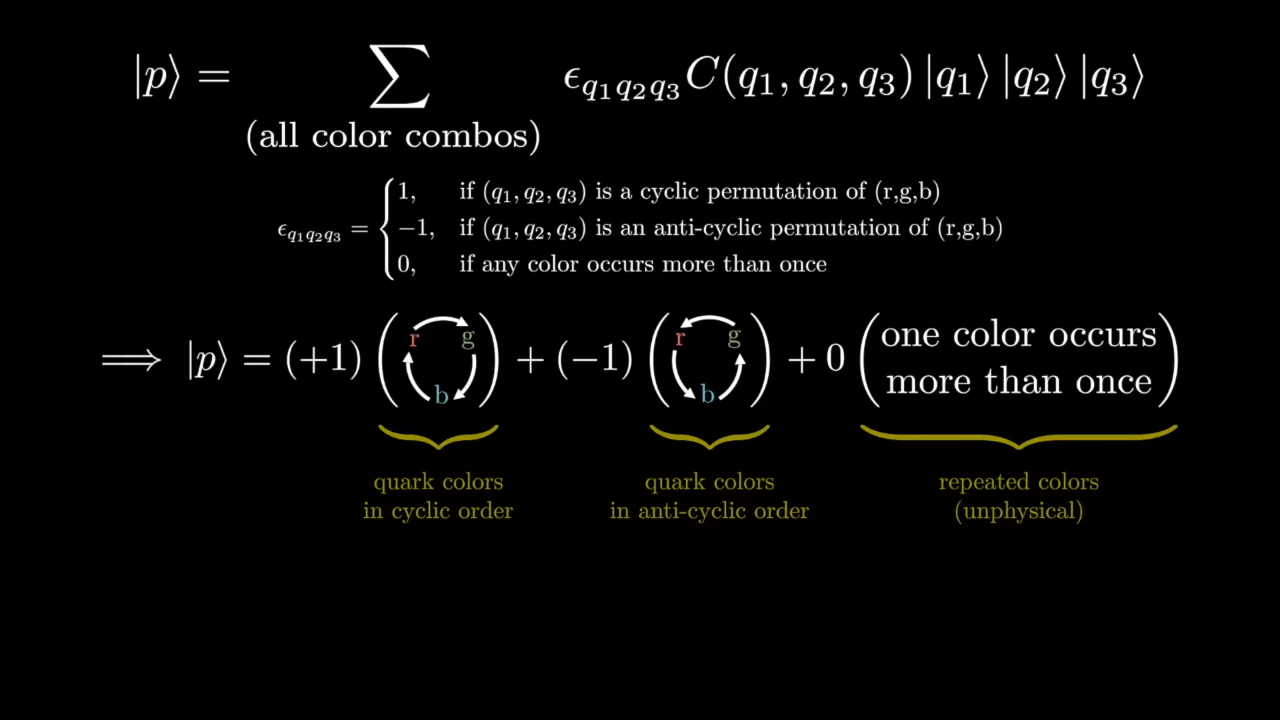 |p⟩ = ∑ ϵ_{q₁q₂q₃} C(q₁, q₂, q₃) |q₁⟩ |q₂⟩ |q₃⟩
(all color combos)
ϵ_{q₁q₂q₃} = { 1, if (q₁, q₂, q₃) is a cyclic permutation of (r,g,b)
−1, if (q₁, q₂, q₃) is an anti-cyclic permutation of (r,g,b)
0, if any color occurs more than once
⟹ |p⟩ = (+1) ( r g b ) + (−1) ( r g b ) + 0 ( one color occurs
more than once )
quark colors
in cyclic order
quark colors
in anti-cyclic order
repeated colors
(unphysical)